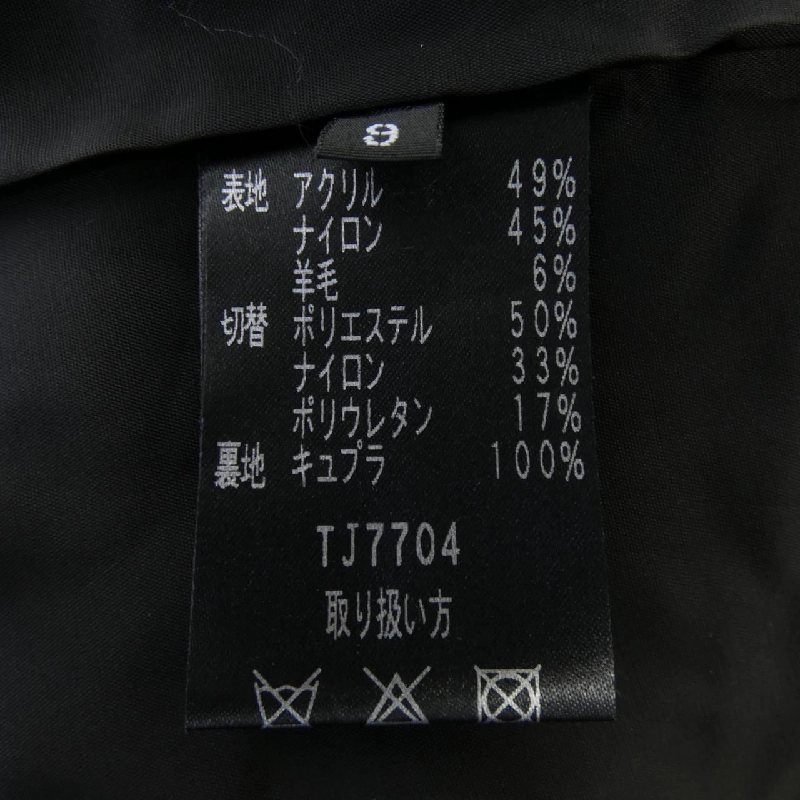 9
表地 アクリル 49%
ナイロン 45%
羊毛 6%
切替 ポリエステル 50%
ナイロン 33%
ポリウレタン 17%
裏地 キュプラ 100%
TJ7704
取り扱い方